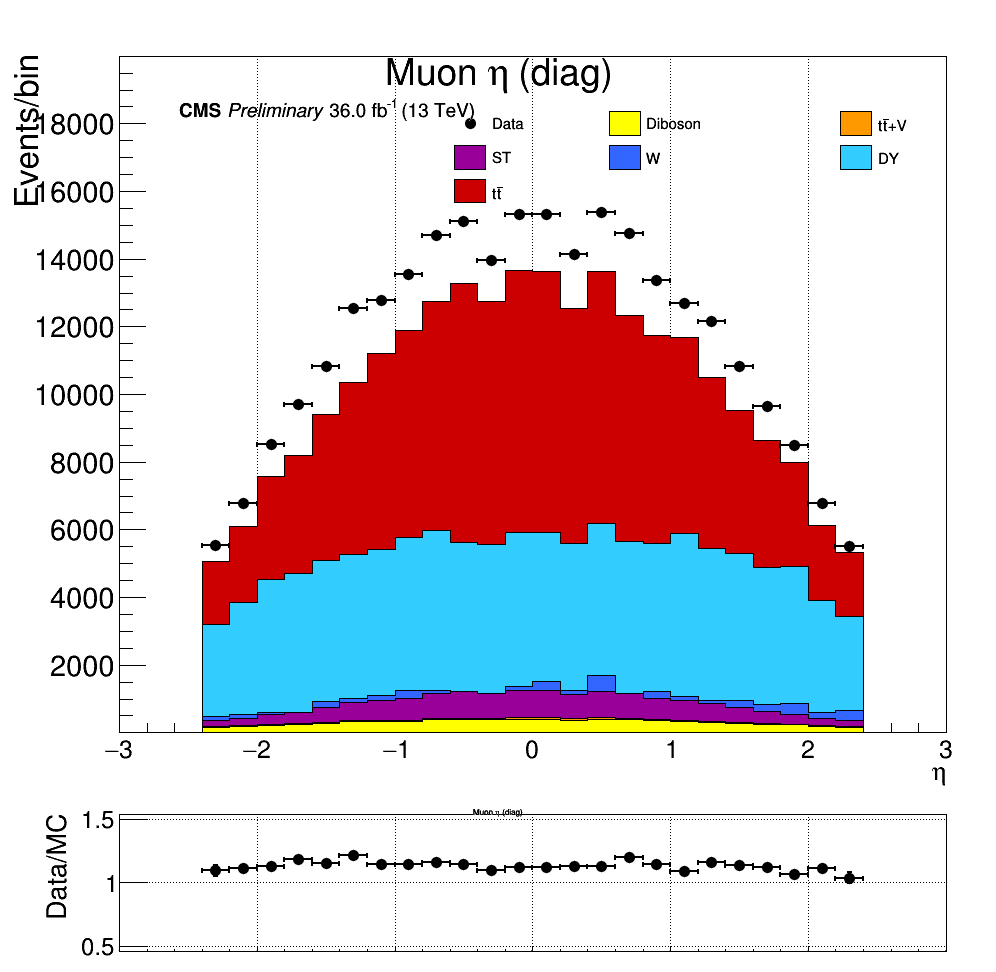 Muon η (diag)
Events/bin
CMS Preliminary 36.0 fb⁻¹ (13 TeV)
Data
Diboson
tt̄+V
ST
W
DY
tt̄
18000
16000
14000
12000
10000
8000
6000
4000
2000
−3 −2 −1 0 1 2 3
η
Muon η (diag)
Data/MC
1.5
1
0.5